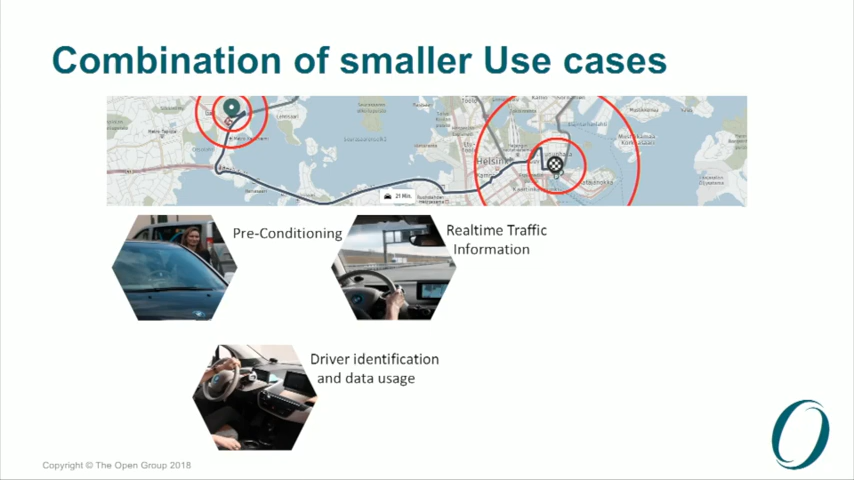 Combination of smaller Use cases
Helsinki
21 Min.
Pre-Conditioning
Realtime Traffic
Information
Driver identification
and data usage
Copyright © The Open Group 2018